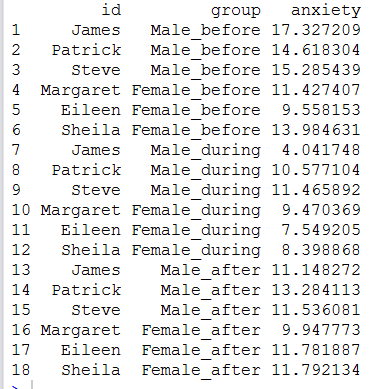 id group anxiety
1 James Male_before 17.327209
2 Patrick Male_before 14.618304
3 Steve Male_before 15.285439
4 Margaret Female_before 11.427407
5 Eileen Female_before 9.558153
6 Sheila Female_before 13.984631
7 James Male_during 4.041748
8 Patrick Male_during 10.577104
9 Steve Male_during 11.465892
10 Margaret Female_during 9.470369
11 Eileen Female_during 7.549205
12 Sheila Female_during 8.398868
13 James Male_after 11.148272
14 Patrick Male_after 13.284113
15 Steve Male_after 11.536081
16 Margaret Female_after 9.947773
17 Eileen Female_after 11.781887
18 Sheila Female_after 11.792134